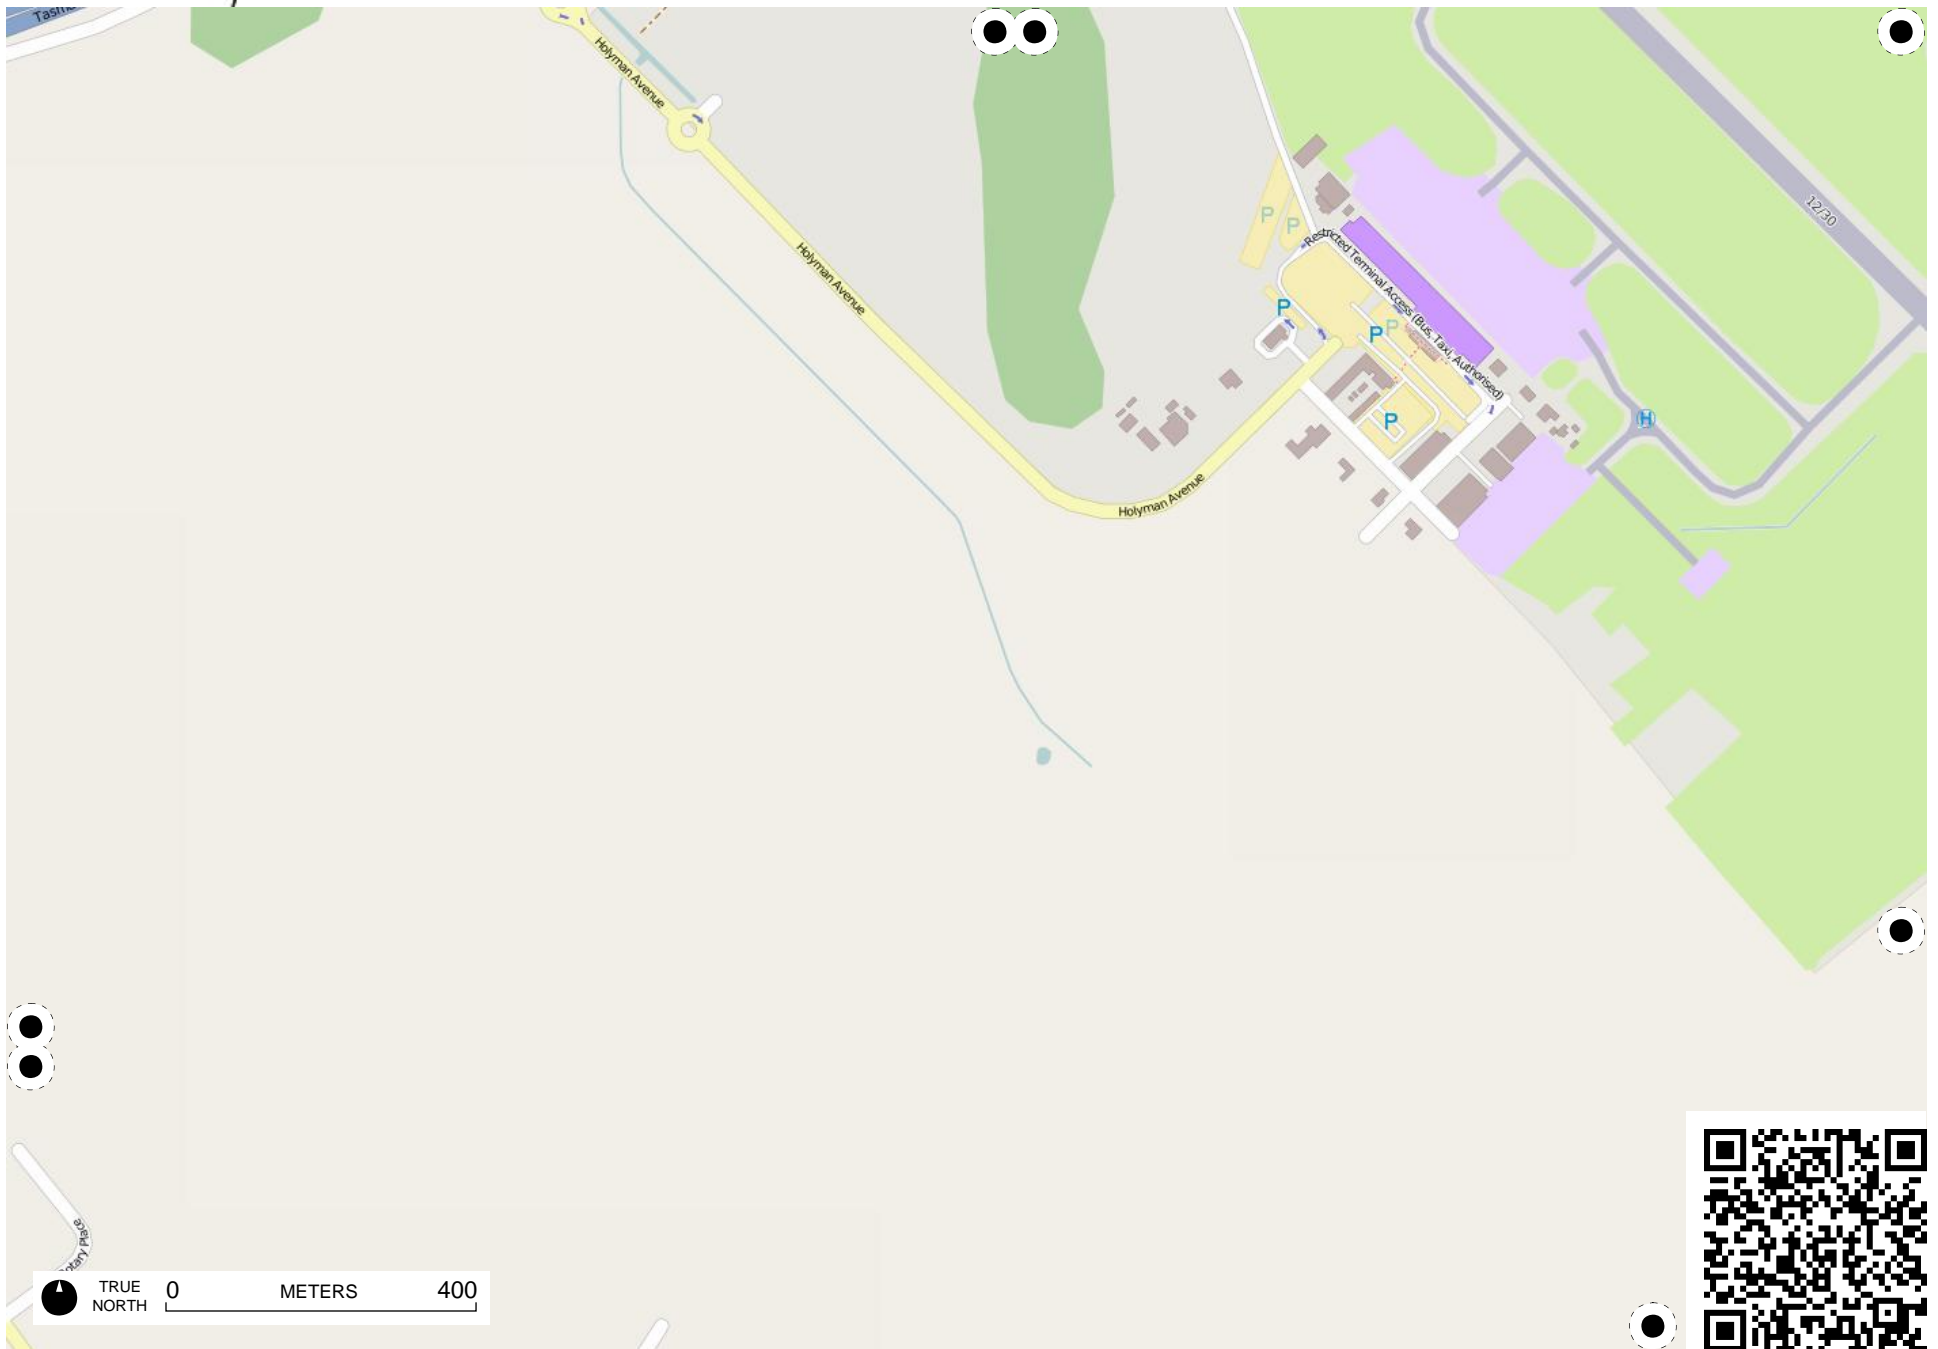 Holyman Avenue
12/30
P
P
Restricted Terminal Access (Bus, Taxi, Authorised)
Holyman Avenue
P
P
P
P
H
Holyman Avenue
TRUE
NORTH
0
METERS
400